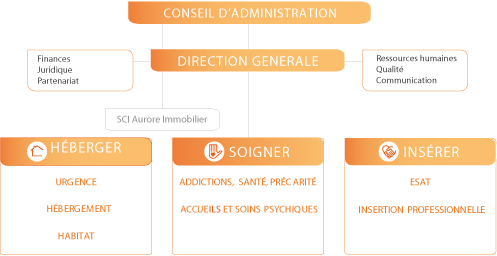 CONSEIL D’ADMINISTRATION
Finances
Juridique
Partenariat
DIRECTION GENERALE
Ressources humaines
Qualité
Communication
SCI Aurore Immobilier
HÉBERGER
URGENCE
HÉBERGEMENT
HABITAT
SOIGNER
ADDICTIONS, SANTÉ, PRÉCARITÉ
ACCUEILS ET SOINS PSYCHIQUES
INSÉRER
ESAT
INSERTION PROFESSIONNELLE